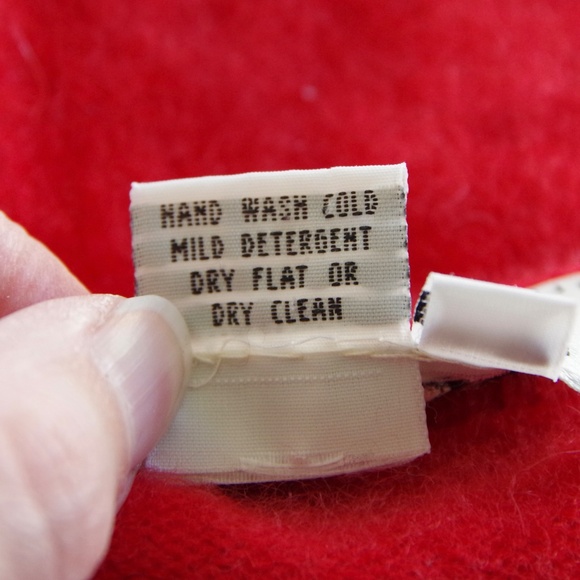 HAND WASH COLD
MILD DETERGENT
DRY FLAT OR
DRY CLEAN